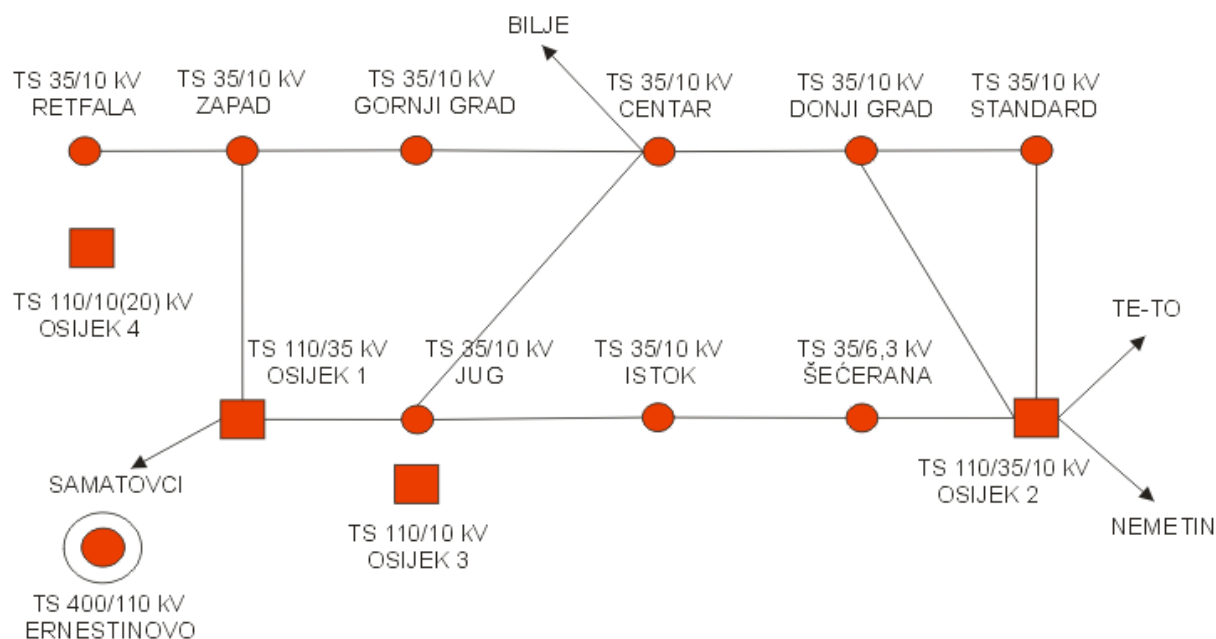 BILJE
TS 35/10 kV
RETFALA
TS 35/10 kV
ZAPAD
TS 35/10 kV
GORNJI GRAD
TS 35/10 kV
CENTAR
TS 35/10 kV
DONJI GRAD
TS 35/10 kV
STANDARD
TS 110/10(20) kV
OSIJEK 4
TE-TO
TS 110/35 kV
OSIJEK 1
TS 35/10 kV
JUG
TS 35/10 kV
ISTOK
TS 35/6,3 kV
ŠEĆERANA
SAMATOVCI
TS 110/35/10 kV
OSIJEK 2
NEMETIN
TS 110/10 kV
OSIJEK 3
TS 400/110 kV
ERNESTINOVO